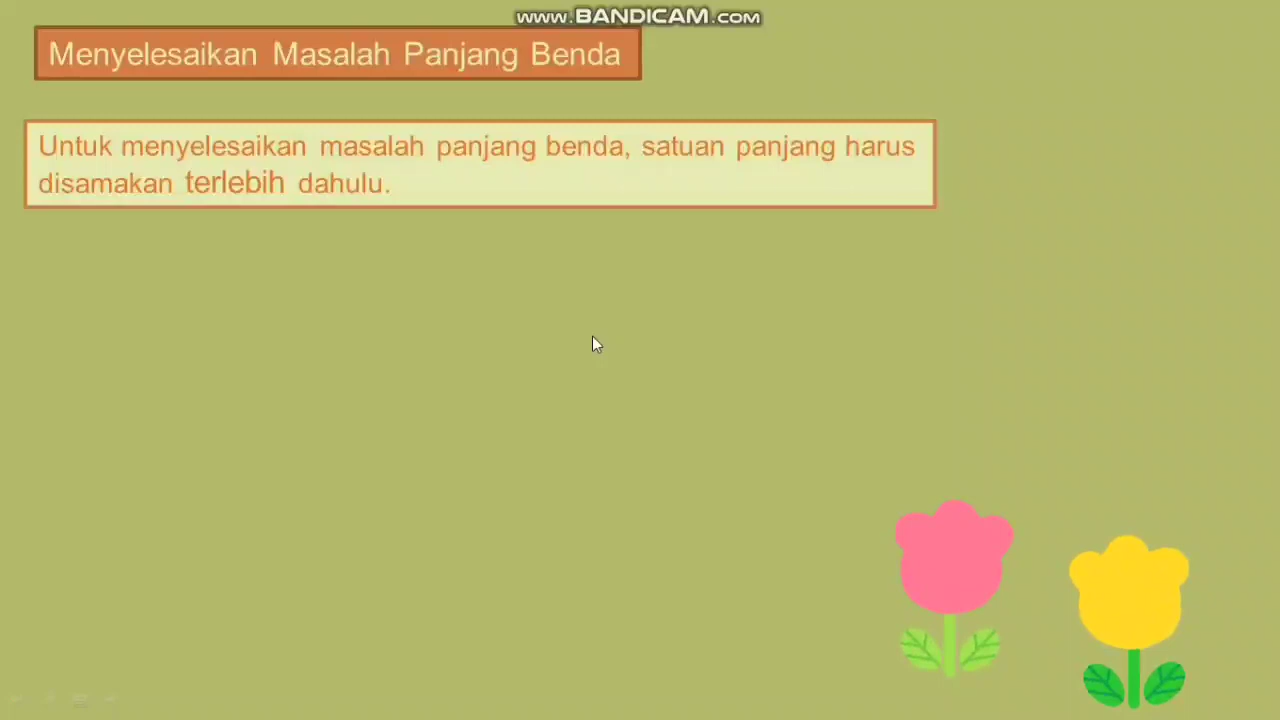 www.BANDICAM.com
Menyelesaikan Masalah Panjang Benda
Untuk menyelesaikan masalah panjang benda, satuan panjang harus
disamakan terlebih dahulu.